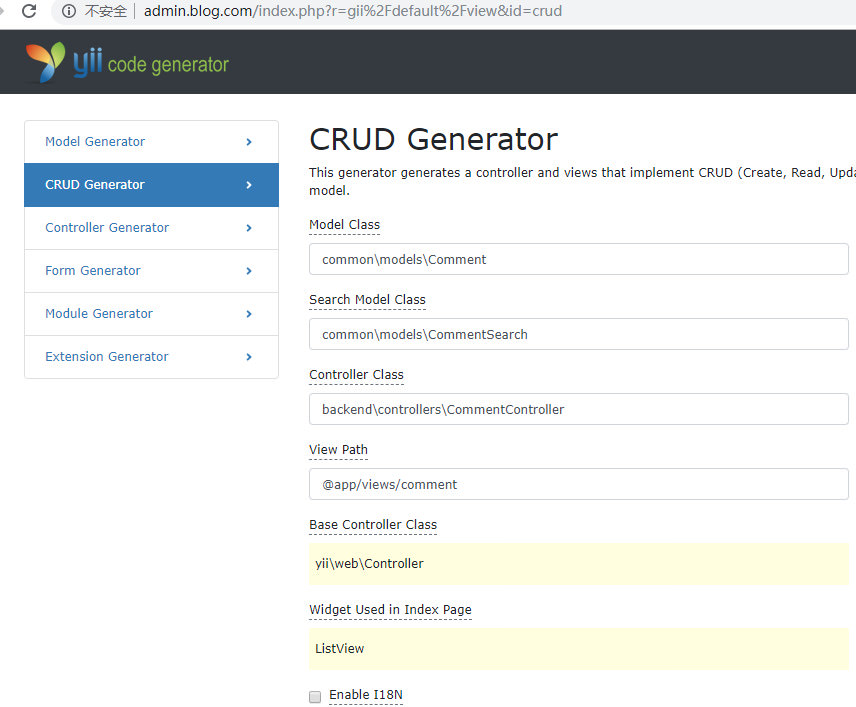 不安全 admin.blog.com/index.php?r=gii%2Fdefault%2Fview&id=crud
yii code generator
Model Generator
CRUD Generator
Controller Generator
Form Generator
Module Generator
Extension Generator
CRUD Generator
This generator generates a controller and views that implement CRUD (Create, Read, Upda
model.
Model Class
common\models\Comment
Search Model Class
common\models\CommentSearch
Controller Class
backend\controllers\CommentController
View Path
@app/views/comment
Base Controller Class
yii\web\Controller
Widget Used in Index Page
ListView
Enable I18N